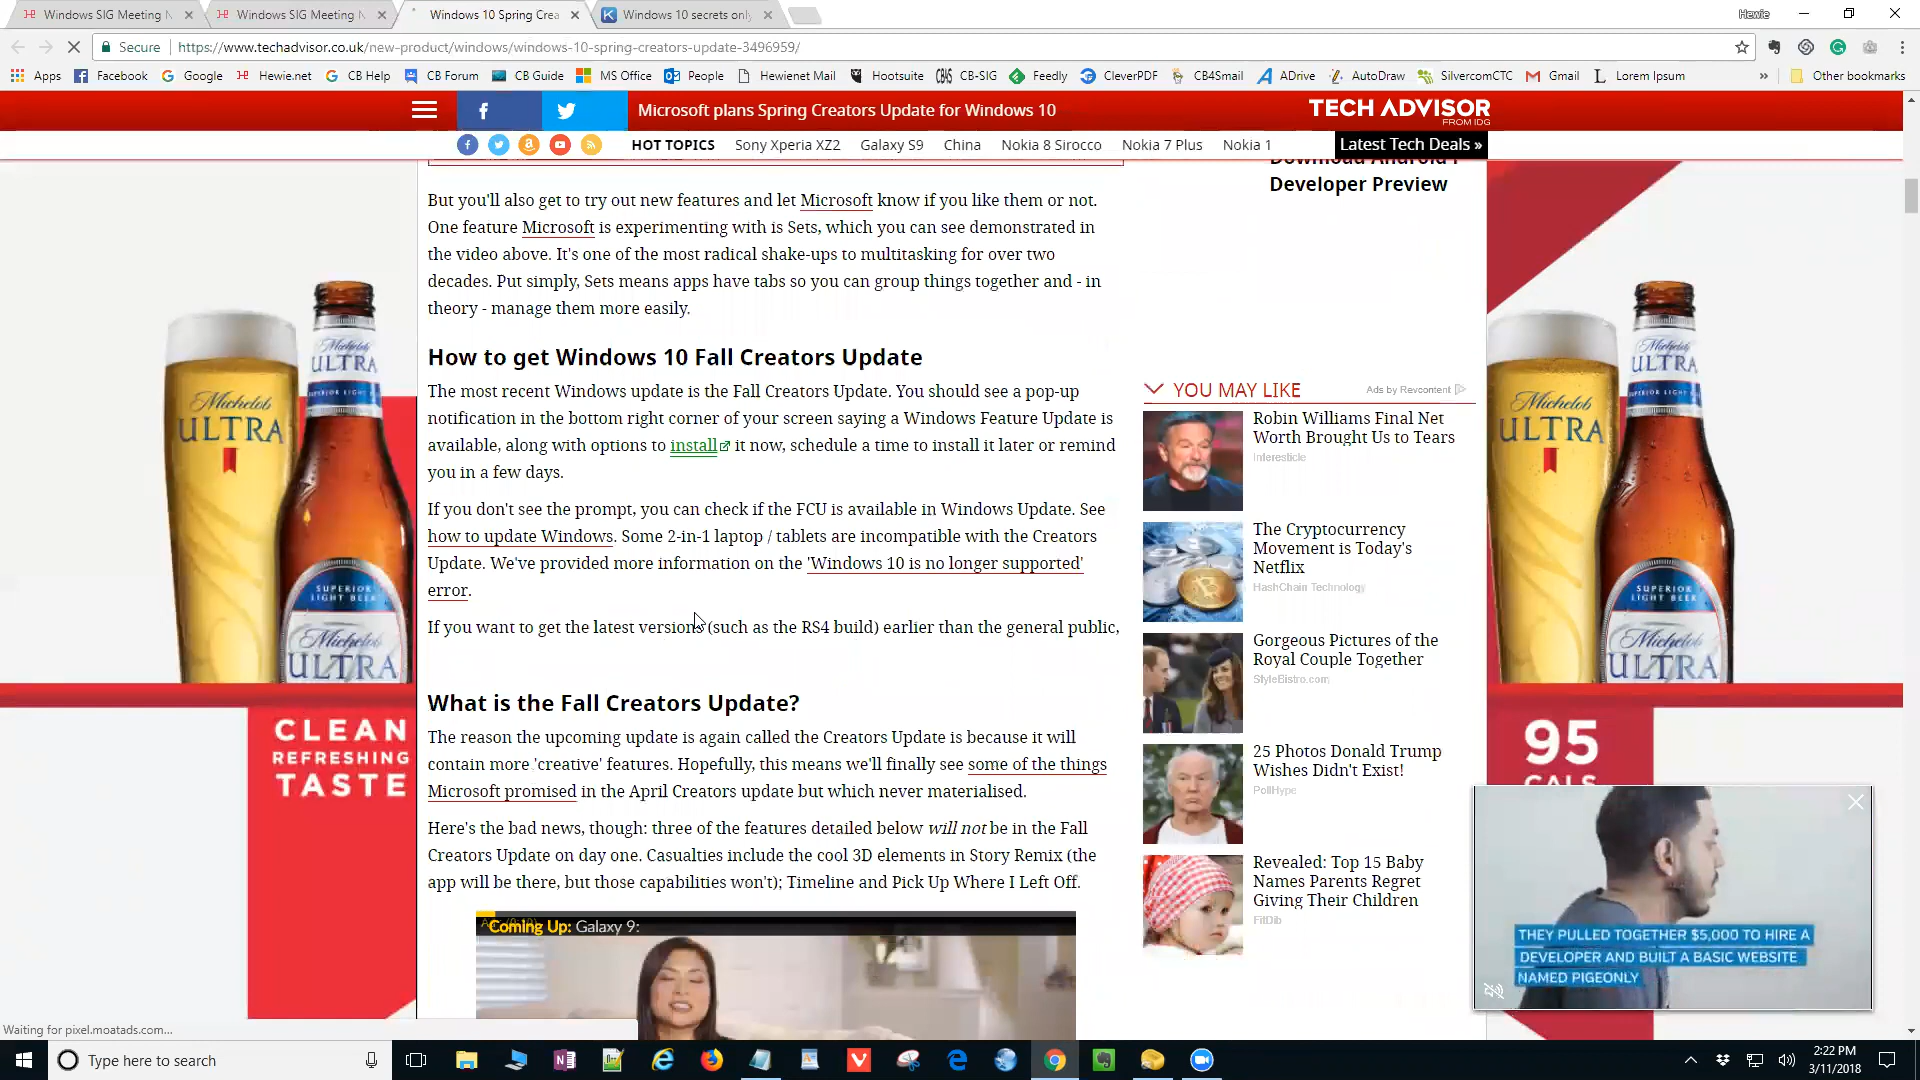 Windows SIG Meeting N
Windows SIG Meeting N
Windows 10 Spring Crea
Windows 10 secrets onl
Hewie
Secure
https://www.techadvisor.co.uk/new-product/windows/windows-10-spring-creators-update-3496959/
Apps
Facebook
Google
Hewie.net
CB Help
CB Forum
CB Guide
MS Office
People
Hewienet Mail
Hootsuite
CB-SIG
Feedly
CleverPDF
CB4Smail
ADrive
AutoDraw
SilvercomCTC
Gmail
Lorem Ipsum
»
Other bookmarks
Microsoft plans Spring Creators Update for Windows 10
TECH ADVISOR
FROM IDG
HOT TOPICS
Sony Xperia XZ2
Galaxy S9
China
Nokia 8 Sirocco
Nokia 7 Plus
Nokia 1
Latest Tech Deals »
Download Android P
Developer Preview
But you'll also get to try out new features and let Microsoft know if you like them or not.
One feature Microsoft is experimenting with is Sets, which you can see demonstrated in
the video above. It's one of the most radical shake-ups to multitasking for over two
decades. Put simply, Sets means apps have tabs so you can group things together and - in
theory - manage them more easily.
How to get Windows 10 Fall Creators Update
The most recent Windows update is the Fall Creators Update. You should see a pop-up
notification in the bottom right corner of your screen saying a Windows Feature Update is
available, along with options to install it now, schedule a time to install it later or remind
you in a few days.
If you don't see the prompt, you can check if the FCU is available in Windows Update. See
how to update Windows. Some 2-in-1 laptop / tablets are incompatible with the Creators
Update. We've provided more information on the 'Windows 10 is no longer supported'
error.
If you want to get the latest versions (such as the RS4 build) earlier than the general public,
What is the Fall Creators Update?
The reason the upcoming update is again called the Creators Update is because it will
contain more 'creative' features. Hopefully, this means we'll finally see some of the things
Microsoft promised in the April Creators update but which never materialised.
Here's the bad news, though: three of the features detailed below will not be in the Fall
Creators Update on day one. Casualties include the cool 3D elements in Story Remix (the
app will be there, but those capabilities won't); Timeline and Pick Up Where I Left Off.
Coming Up: Galaxy 9:
YOU MAY LIKE
Ads by Revcontent
Robin Williams Final Net
Worth Brought Us to Tears
Interesticle
The Cryptocurrency
Movement is Today's
Netflix
HashChain Technology
Gorgeous Pictures of the
Royal Couple Together
StyleBistro.com
25 Photos Donald Trump
Wishes Didn't Exist!
PollHype
Revealed: Top 15 Baby
Names Parents Regret
Giving Their Children
FitDib
Michelob
ULTRA
Michelob
ULTRA
SUPERIOR LIGHT BEER
SUPERIOR
LIGHT BEER
Michelob
ULTRA
CLEAN
REFRESHING
TASTE
Michelob
ULTRA
Michelob
ULTRA
SUPERIOR
LIGHT BEER
Michelob
ULTRA
95
CALS
THEY PULLED TOGETHER $5,000 TO HIRE A
DEVELOPER AND BUILT A BASIC WEBSITE
NAMED PIGEONLY
Waiting for pixel.moatads.com...
Type here to search
2:22 PM
3/11/2018